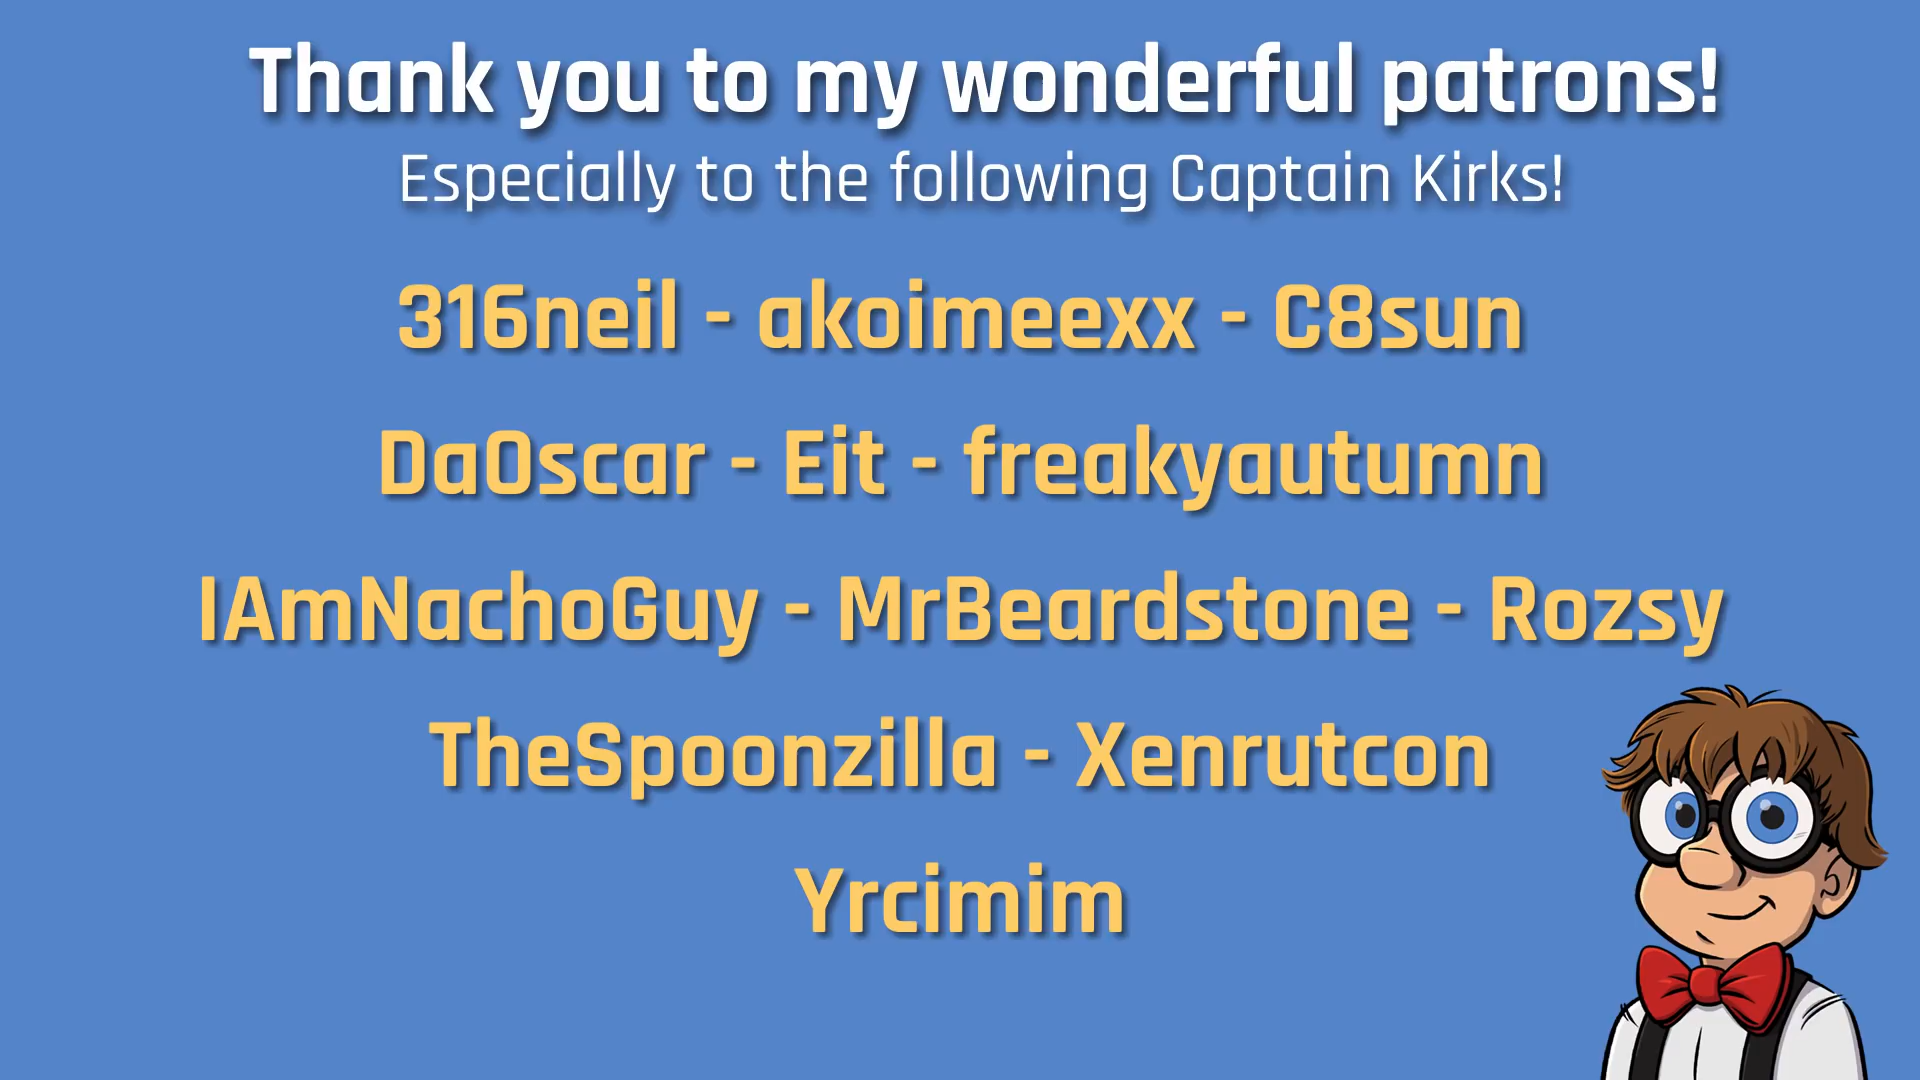 Thank you to my wonderful patrons!
Especially to the following Captain Kirks!
316neil - akoimeexx - C8sun
DaOscar - Eit - freakyautumn
IAmNachoGuy - MrBeardstone - Rozsy
TheSpoonzilla - Xenrutcon
Yrcimim